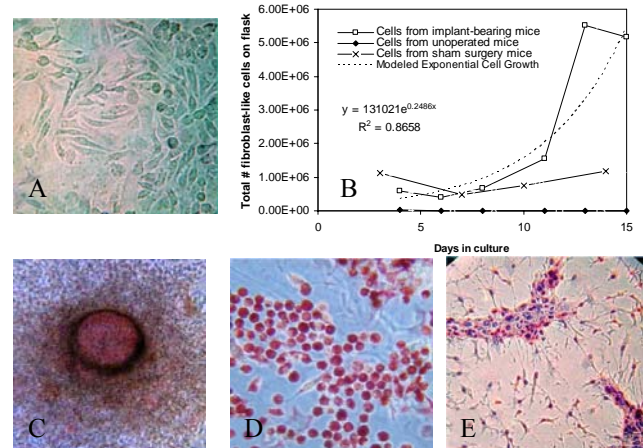 A
Total # fibroblast-like cells on flask
6.00E+06
5.00E+06
4.00E+06
3.00E+06
2.00E+06
1.00E+06
0.00E+00
Cells from implant-bearing mice
Cells from unoperated mice
Cells from sham surgery mice
Modeled Exponential Cell Growth
y = 131021e^0.2486x
R² = 0.8658
B
0 5 10 15
Days in culture
C
D
E